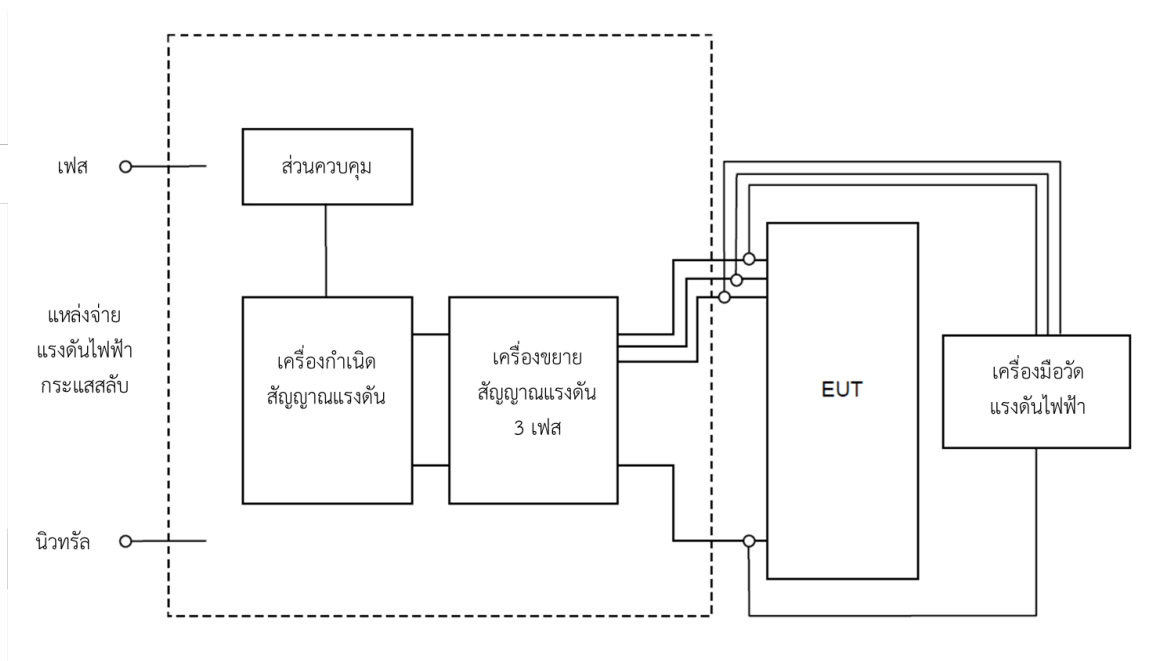 เฟส
ส่วนควบคุม
แหล่งจ่าย
แรงดันไฟฟ้า
กระแสสลับ
เครื่องกำเนิด
สัญญาณแรงดัน
เครื่องขยาย
สัญญาณแรงดัน
3 เฟส
EUT
เครื่องมือวัด
แรงดันไฟฟ้า
นิวทรัล